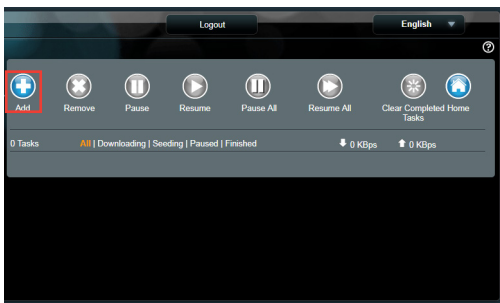 Logout
English
?
Add Remove Pause Resume Pause All Resume All Clear Completed Tasks Home
0 Tasks All | Downloading | Seeding | Paused | Finished 0 KBps 0 KBps